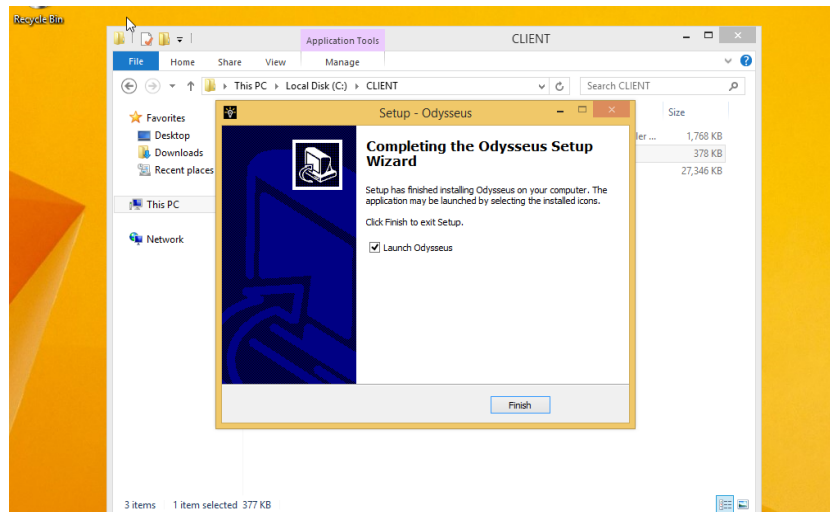 Recycle Bin
Application Tools
CLIENT
File Home Share View Manage
This PC Local Disk (C:) CLIENT
Search CLIENT
Favorites
Desktop
Downloads
Recent places
This PC
Network
Size
1,768 KB
378 KB
27,346 KB
Setup - Odysseus
Completing the Odysseus Setup
Wizard
Setup has finished installing Odysseus on your computer. The
application may be launched by selecting the installed icons.
Click Finish to exit Setup.
Launch Odysseus
Finish
3 items 1 item selected 377 KB